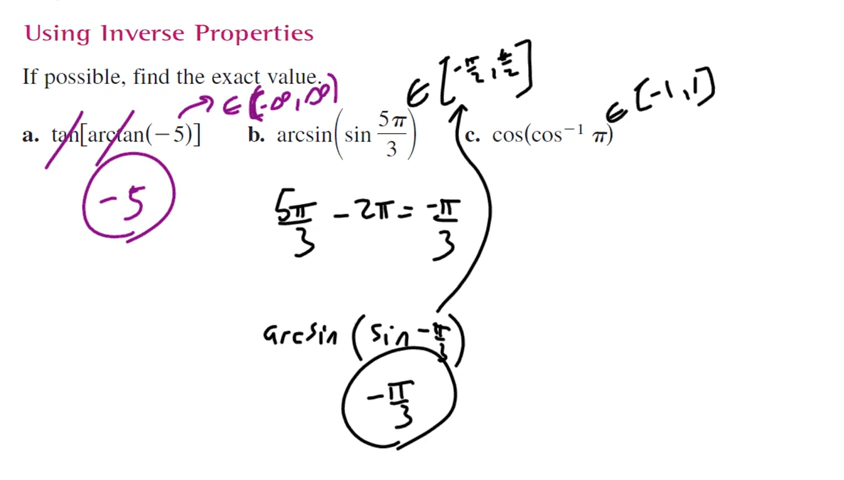 Using Inverse Properties
If possible, find the exact value.
∈ (-∞, ∞)
∈ [-π/2, π/2]
∈ [-1, 1]
a. tan[arctan(−5)] b. arcsin(sin 5π/3) c. cos(cos⁻¹ π)
-5
5π/3 - 2π = -π/3
arcsin (sin -π/3)
-π/3